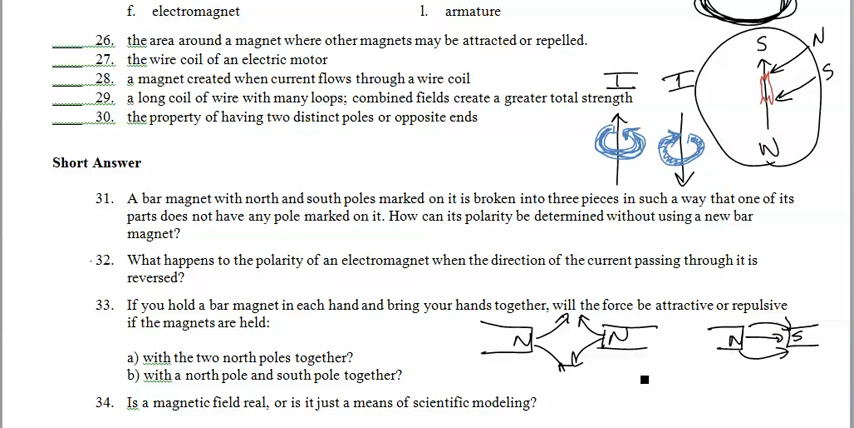 f. electromagnet
l. armature
26. the area around a magnet where other magnets may be attracted or repelled.
27. the wire coil of an electric motor
28. a magnet created when current flows through a wire coil
29. a long coil of wire with many loops; combined fields create a greater total strength
30. the property of having two distinct poles or opposite ends
I I
S N
S
N
Short Answer
31. A bar magnet with north and south poles marked on it is broken into three pieces in such a way that one of its
parts does not have any pole marked on it. How can its polarity be determined without using a new bar
magnet?
32. What happens to the polarity of an electromagnet when the direction of the current passing through it is
reversed?
33. If you hold a bar magnet in each hand and bring your hands together, will the force be attractive or repulsive
if the magnets are held:
N N N S
a) with the two north poles together?
b) with a north pole and south pole together?
34. Is a magnetic field real, or is it just a means of scientific modeling?